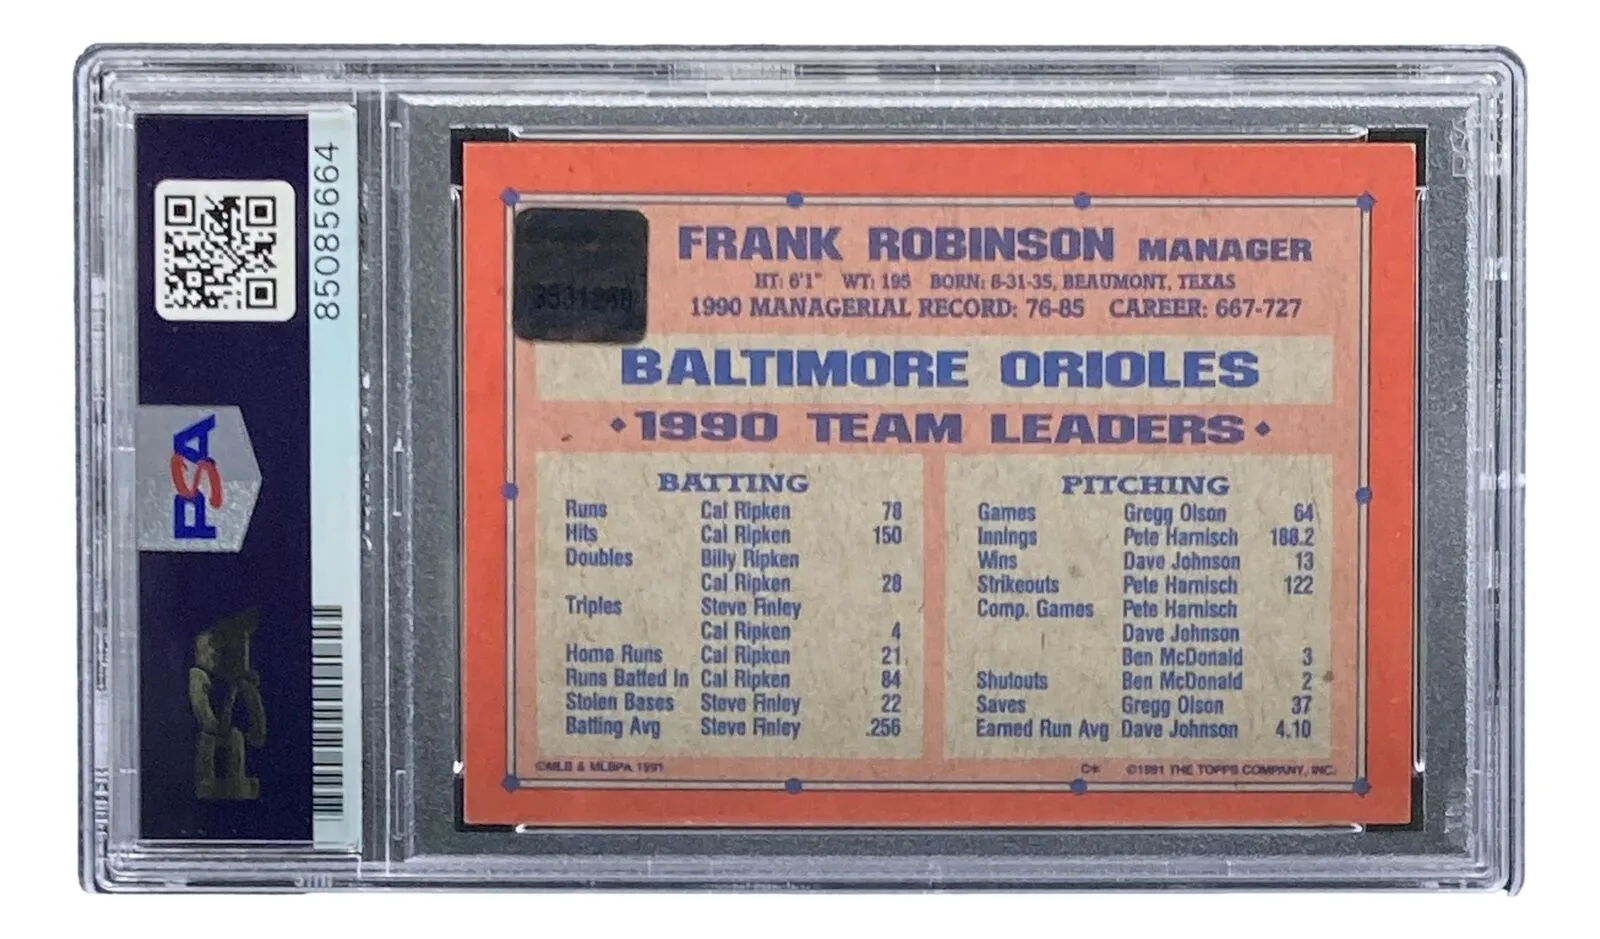 85085664
PSA
FRANK ROBINSON MANAGER
HT: 6'1" WT: 195 BORN: 8-31-35, BEAUMONT, TEXAS
1990 MANAGERIAL RECORD: 76-85 CAREER: 667-727
BALTIMORE ORIOLES
1990 TEAM LEADERS
BATTING
Runs Cal Ripken 78
Hits Cal Ripken 150
Doubles Billy Ripken
Cal Ripken 28
Triples Steve Finley
Cal Ripken 4
Home Runs Cal Ripken 21
Runs Batted In Cal Ripken 84
Stolen Bases Steve Finley 22
Batting Avg Steve Finley .256
PITCHING
Games Gregg Olson 64
Innings Pete Harnisch 188.2
Wins Dave Johnson 13
Strikeouts Pete Harnisch 122
Comp. Games Pete Harnisch
Dave Johnson
Ben McDonald 3
Shutouts Ben McDonald 2
Saves Gregg Olson 37
Earned Run Avg Dave Johnson 4.10
©MLB & MLBPA 1991
C* ©1991 THE TOPPS COMPANY, INC.